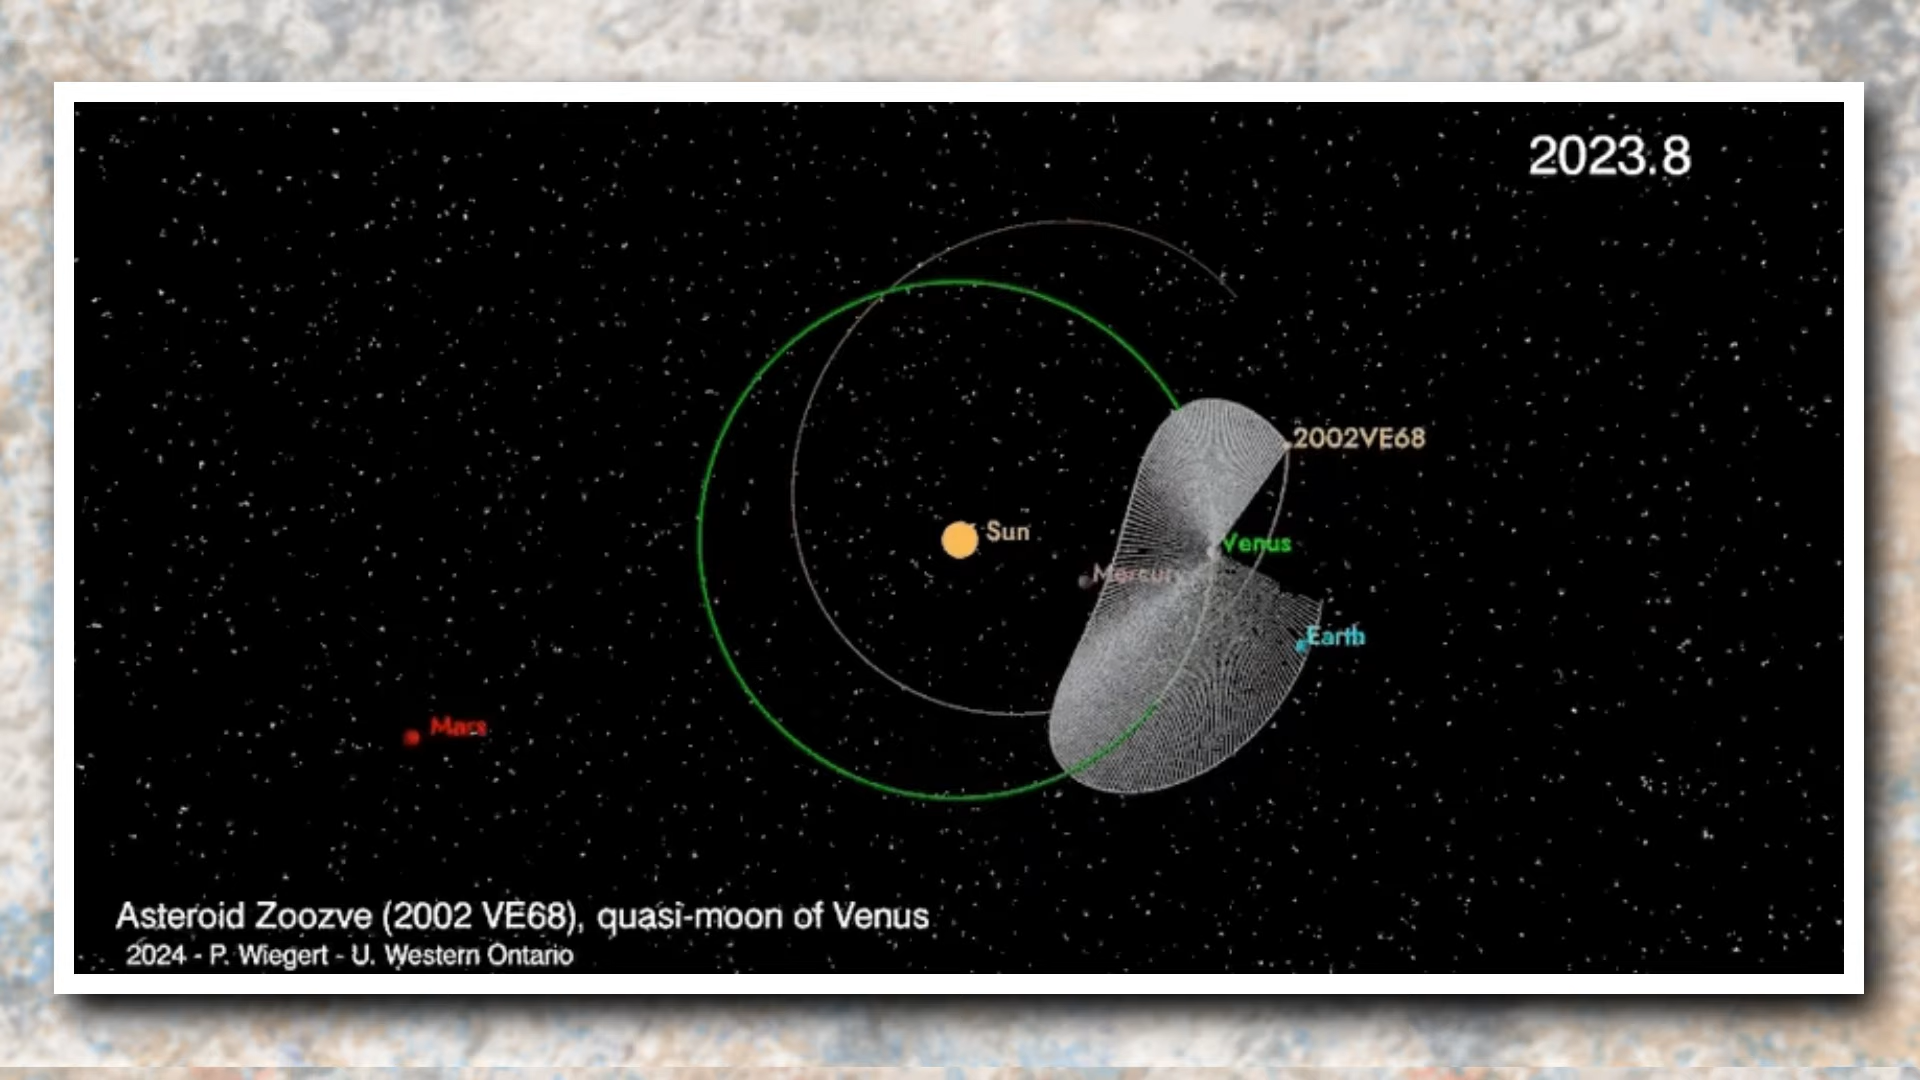 2023.8
2002VE68
Sun
Venus
Mercury
Earth
Mars
Asteroid Zoozve (2002 VE68), quasi-moon of Venus
2024 - P. Wiegert - U. Western Ontario